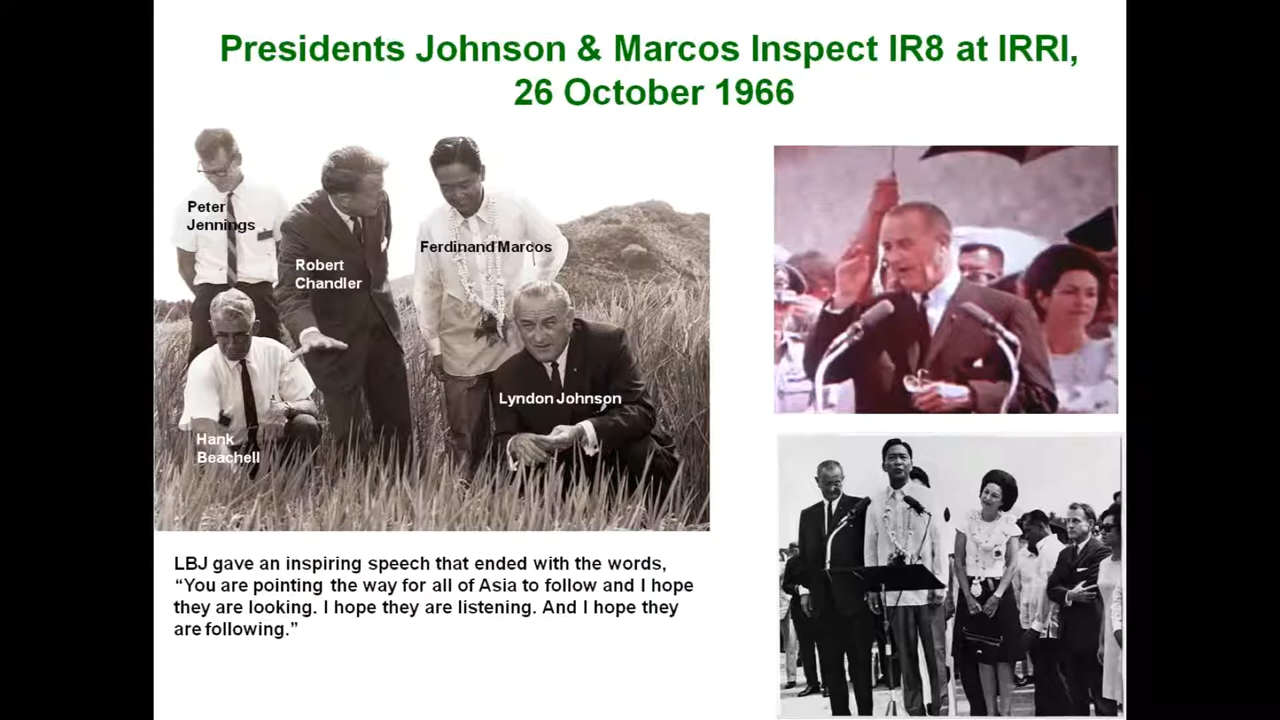 Presidents Johnson & Marcos Inspect IR8 at IRRI,
26 October 1966
Peter
Jennings
Robert
Chandler
Ferdinand Marcos
Lyndon Johnson
Hank
Beachell
LBJ gave an inspiring speech that ended with the words,
“You are pointing the way for all of Asia to follow and I hope
they are looking. I hope they are listening. And I hope they
are following.”